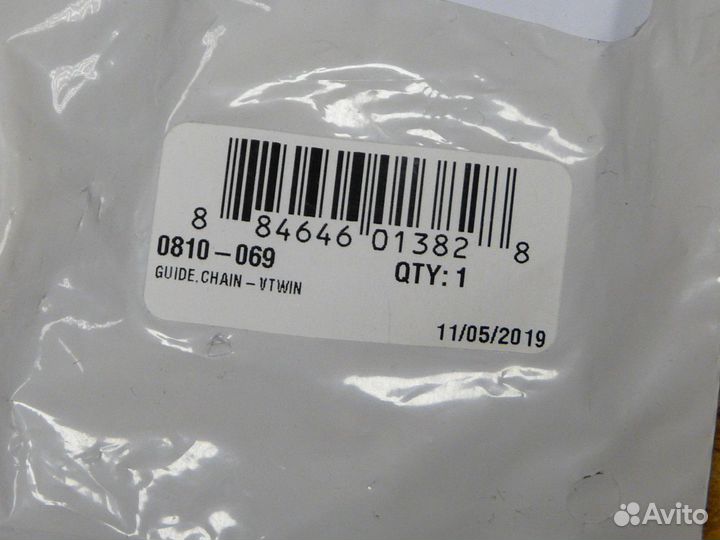 8 84646 01382 8
0810-069 QTY: 1
GUIDE, CHAIN - VTWIN
11/05/2019
Avito